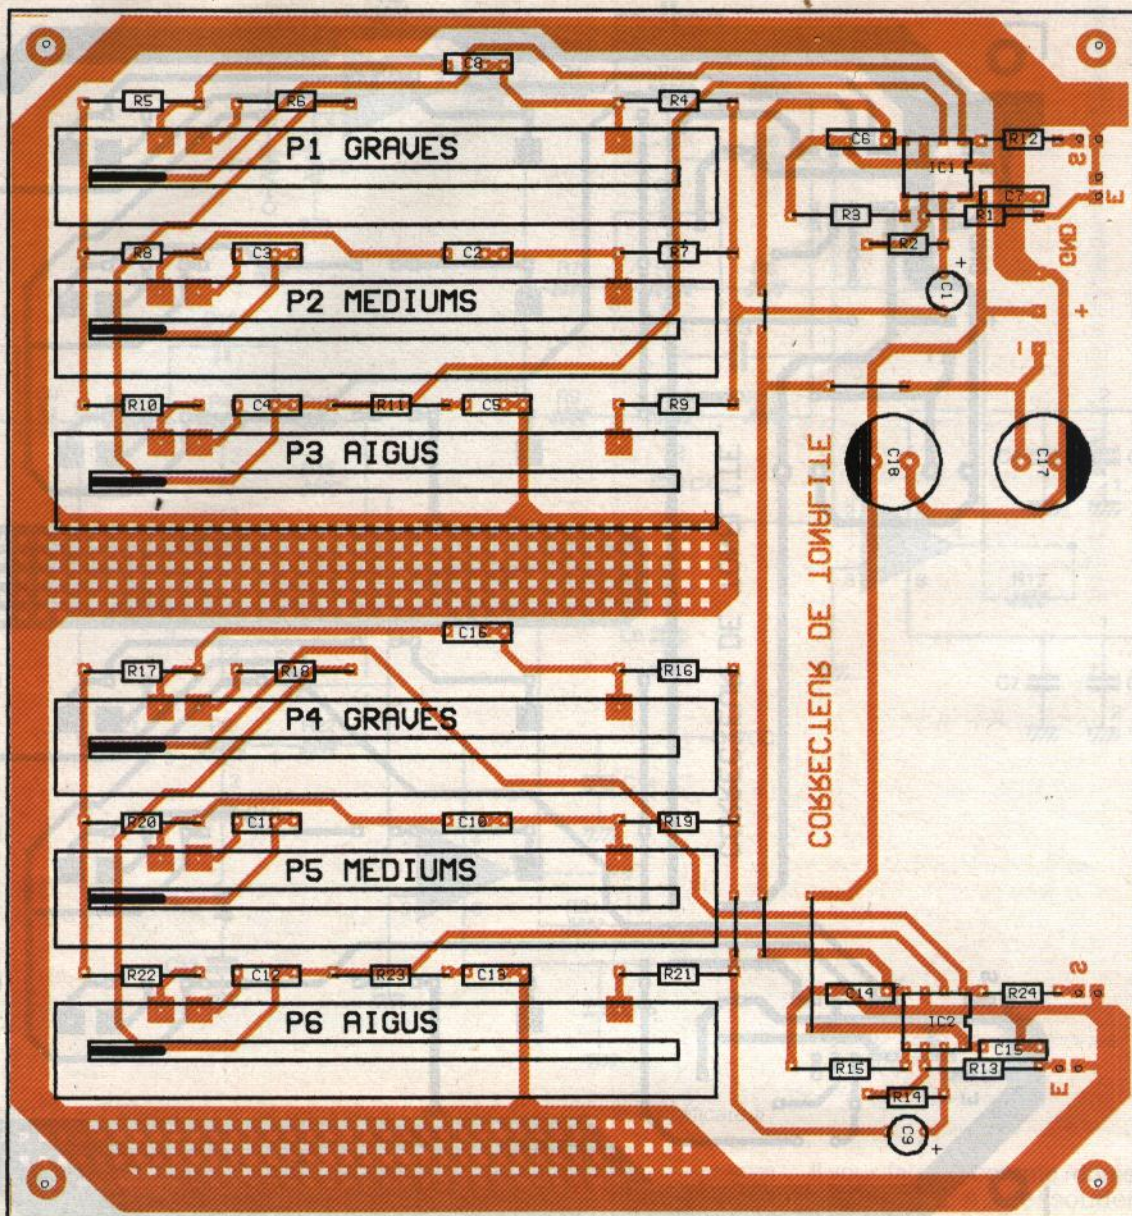 C8
R5 R6 R4
P1 GRAVES
C6 IC1 R12 S
C7 E
R3 R1
R2
GND
R8 C3 C2 R7
C1 +
P2 MEDIUMS
+
-
R10 C4 R11 C5 R9
P3 AIGUS
C18 C17
CORRECTEUR DE TONALITE
C16
R17 R18 R16
P4 GRAVES
R20 C11 C10 R19
P5 MEDIUMS
R22 C12 R23 C13 R21
C14 R24 S
P6 AIGUS
IC2
C15
R15 R13 E
R14
C9 +